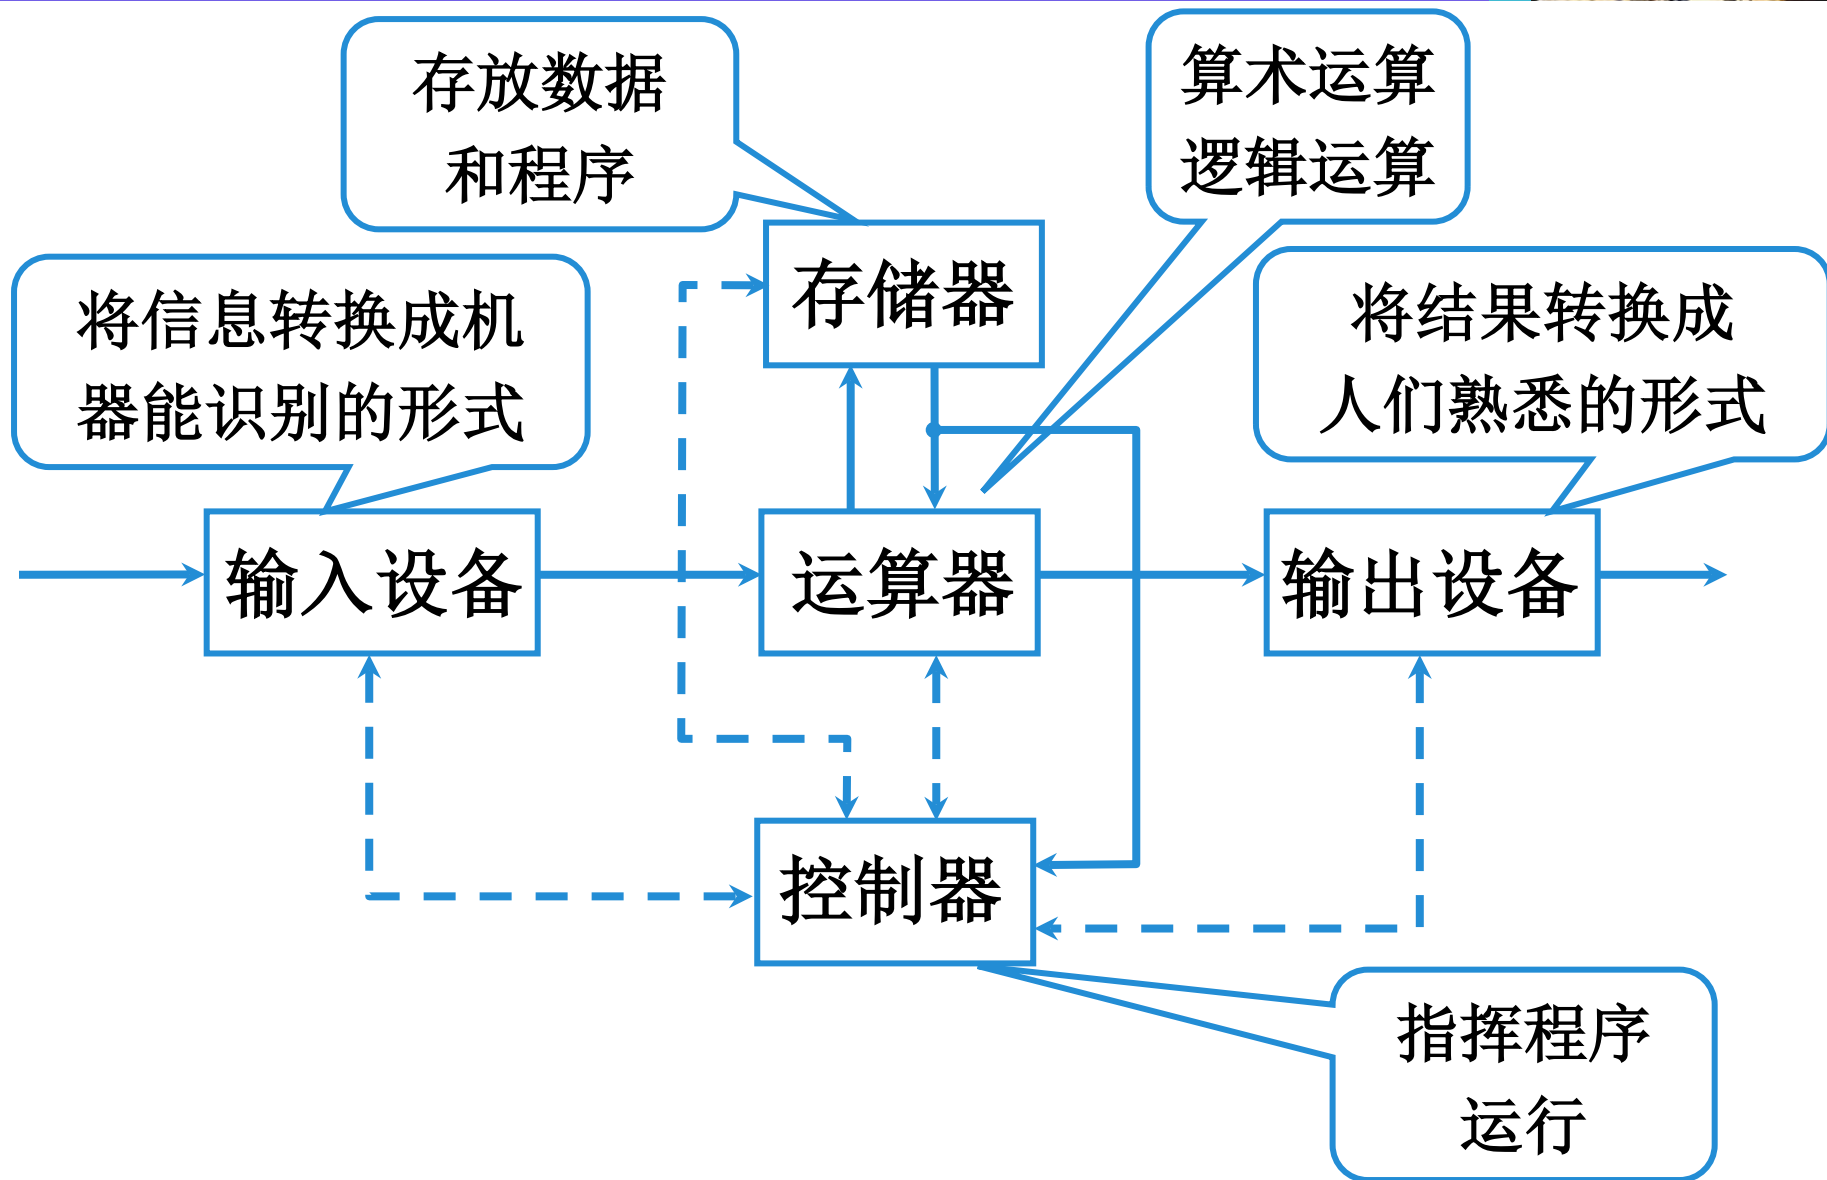 存放数据
和程序
算术运算
逻辑运算
将信息转换成机
器能识别的形式
存储器
将结果转换成
人们熟悉的形式
输入设备
运算器
输出设备
控制器
指挥程序
运行